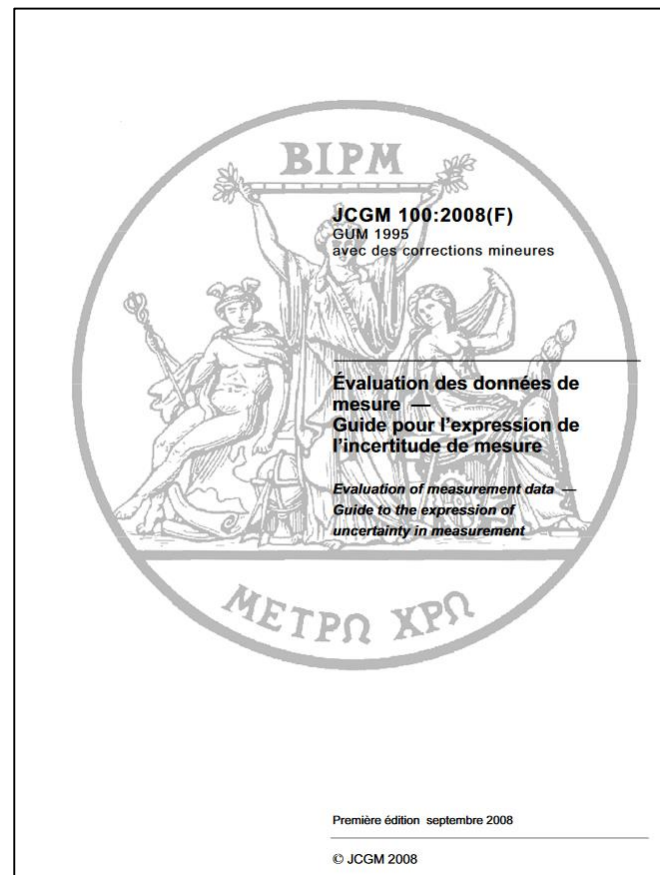 BIPM
JCGM 100:2008(F)
GUM 1995
avec des corrections mineures
Évaluation des données de
mesure —
Guide pour l'expression de
l'incertitude de mesure
Evaluation of measurement data —
Guide to the expression of
uncertainty in measurement
ΜΕΤΡΩ ΧΡΩ
Première édition septembre 2008
© JCGM 2008